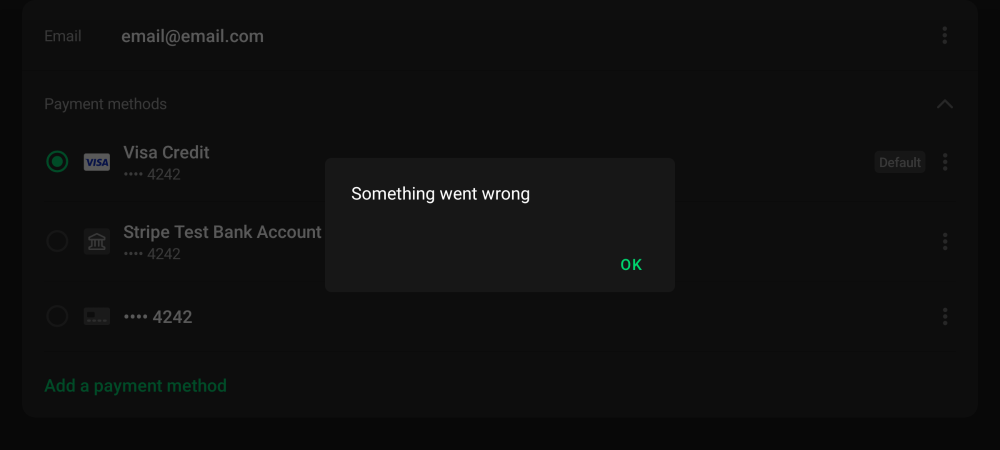 Email email@email.com
Payment methods
VISA Visa Credit Default
•••• 4242
Something went wrong
Stripe Test Bank Account
•••• 4242
OK
•••• 4242
Add a payment method